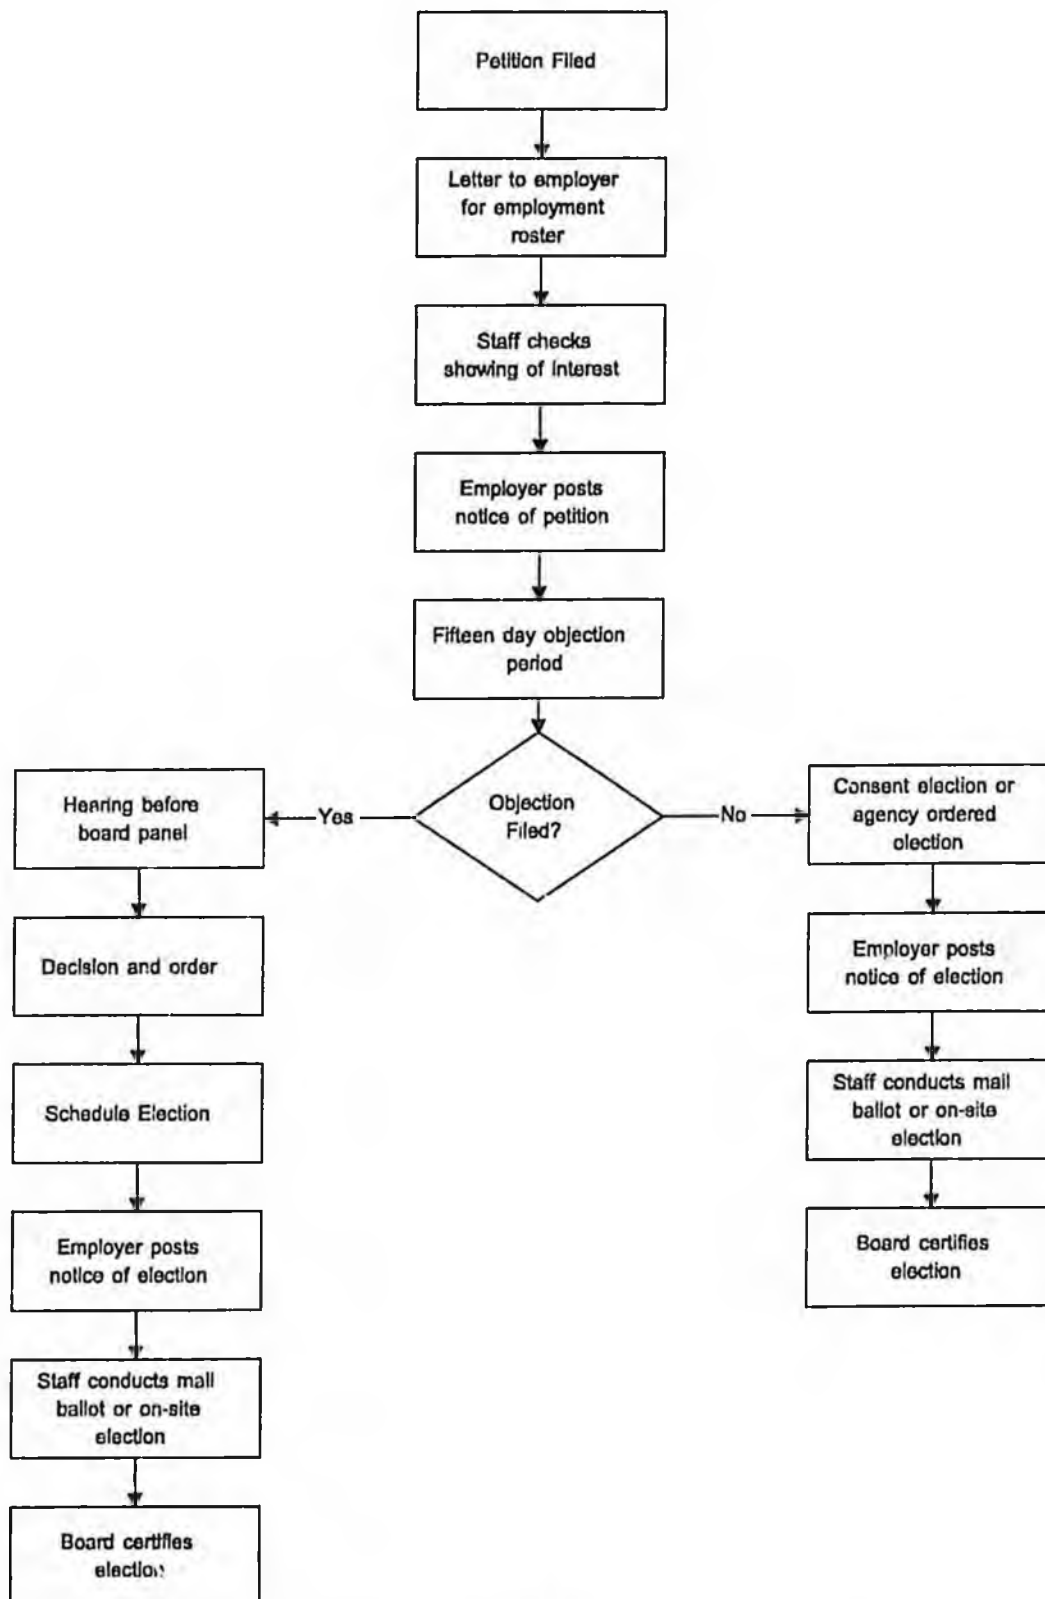 Petition Filed
Letter to employer
for employment
roster
Staff checks
showing of interest
Employer posts
notice of petition
Fifteen day objection
period
Objection
Filed?
Yes
No
Hearing before
board panel
Decision and order
Schedule Election
Employer posts
notice of election
Staff conducts mail
ballot or on-site
election
Board certifies
election
Consent election or
agency ordered
election
Employer posts
notice of election
Staff conducts mail
ballot or on-site
election
Board certifies
election